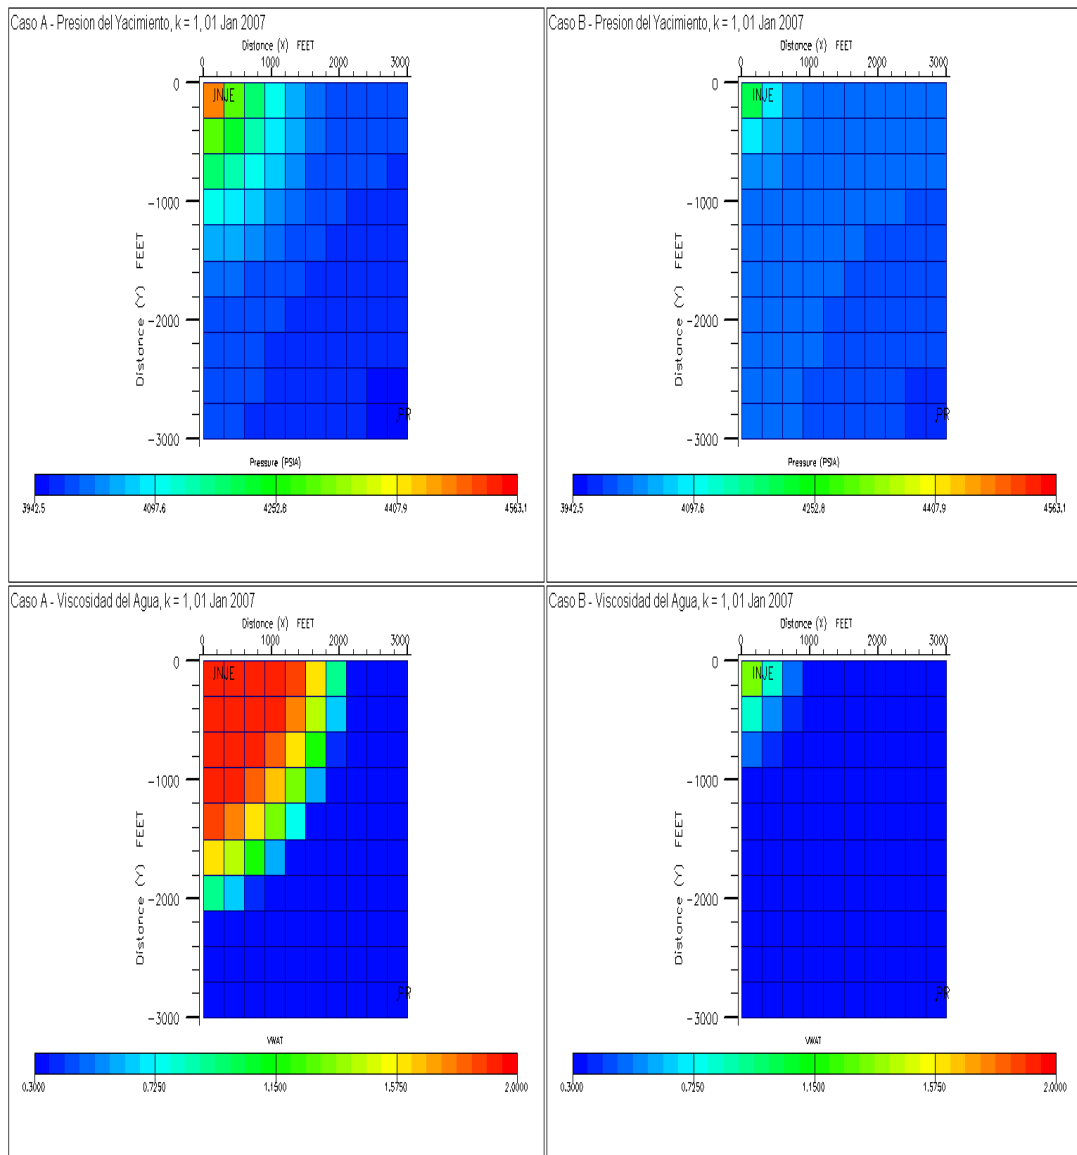 Caso A - Presion del Yacimiento, k = 1, 01 Jan 2007
Distance (X) FEET
0 1000 2000 3000
0
INJE
-1000
Distance (Y) FEET
-2000
PR
-3000
Pressure (PSIA)
3942.5 4097.6 4252.8 4407.9 4563.1
Caso B - Presion del Yacimiento, k = 1, 01 Jan 2007
Distance (X) FEET
0 1000 2000 3000
0
INJE
-1000
Distance (Y) FEET
-2000
PR
-3000
Pressure (PSIA)
3942.5 4097.6 4252.8 4407.9 4563.1
Caso A - Viscosidad del Agua, k = 1, 01 Jan 2007
Distance (X) FEET
0 1000 2000 3000
0
INJE
-1000
Distance (Y) FEET
-2000
PR
-3000
VWAT
0.3000 0.7250 1.1500 1.5750 2.0000
Caso B - Viscosidad del Agua, k = 1, 01 Jan 2007
Distance (X) FEET
0 1000 2000 3000
0
INJE
-1000
Distance (Y) FEET
-2000
PR
-3000
VWAT
0.3000 0.7250 1.1500 1.5750 2.0000